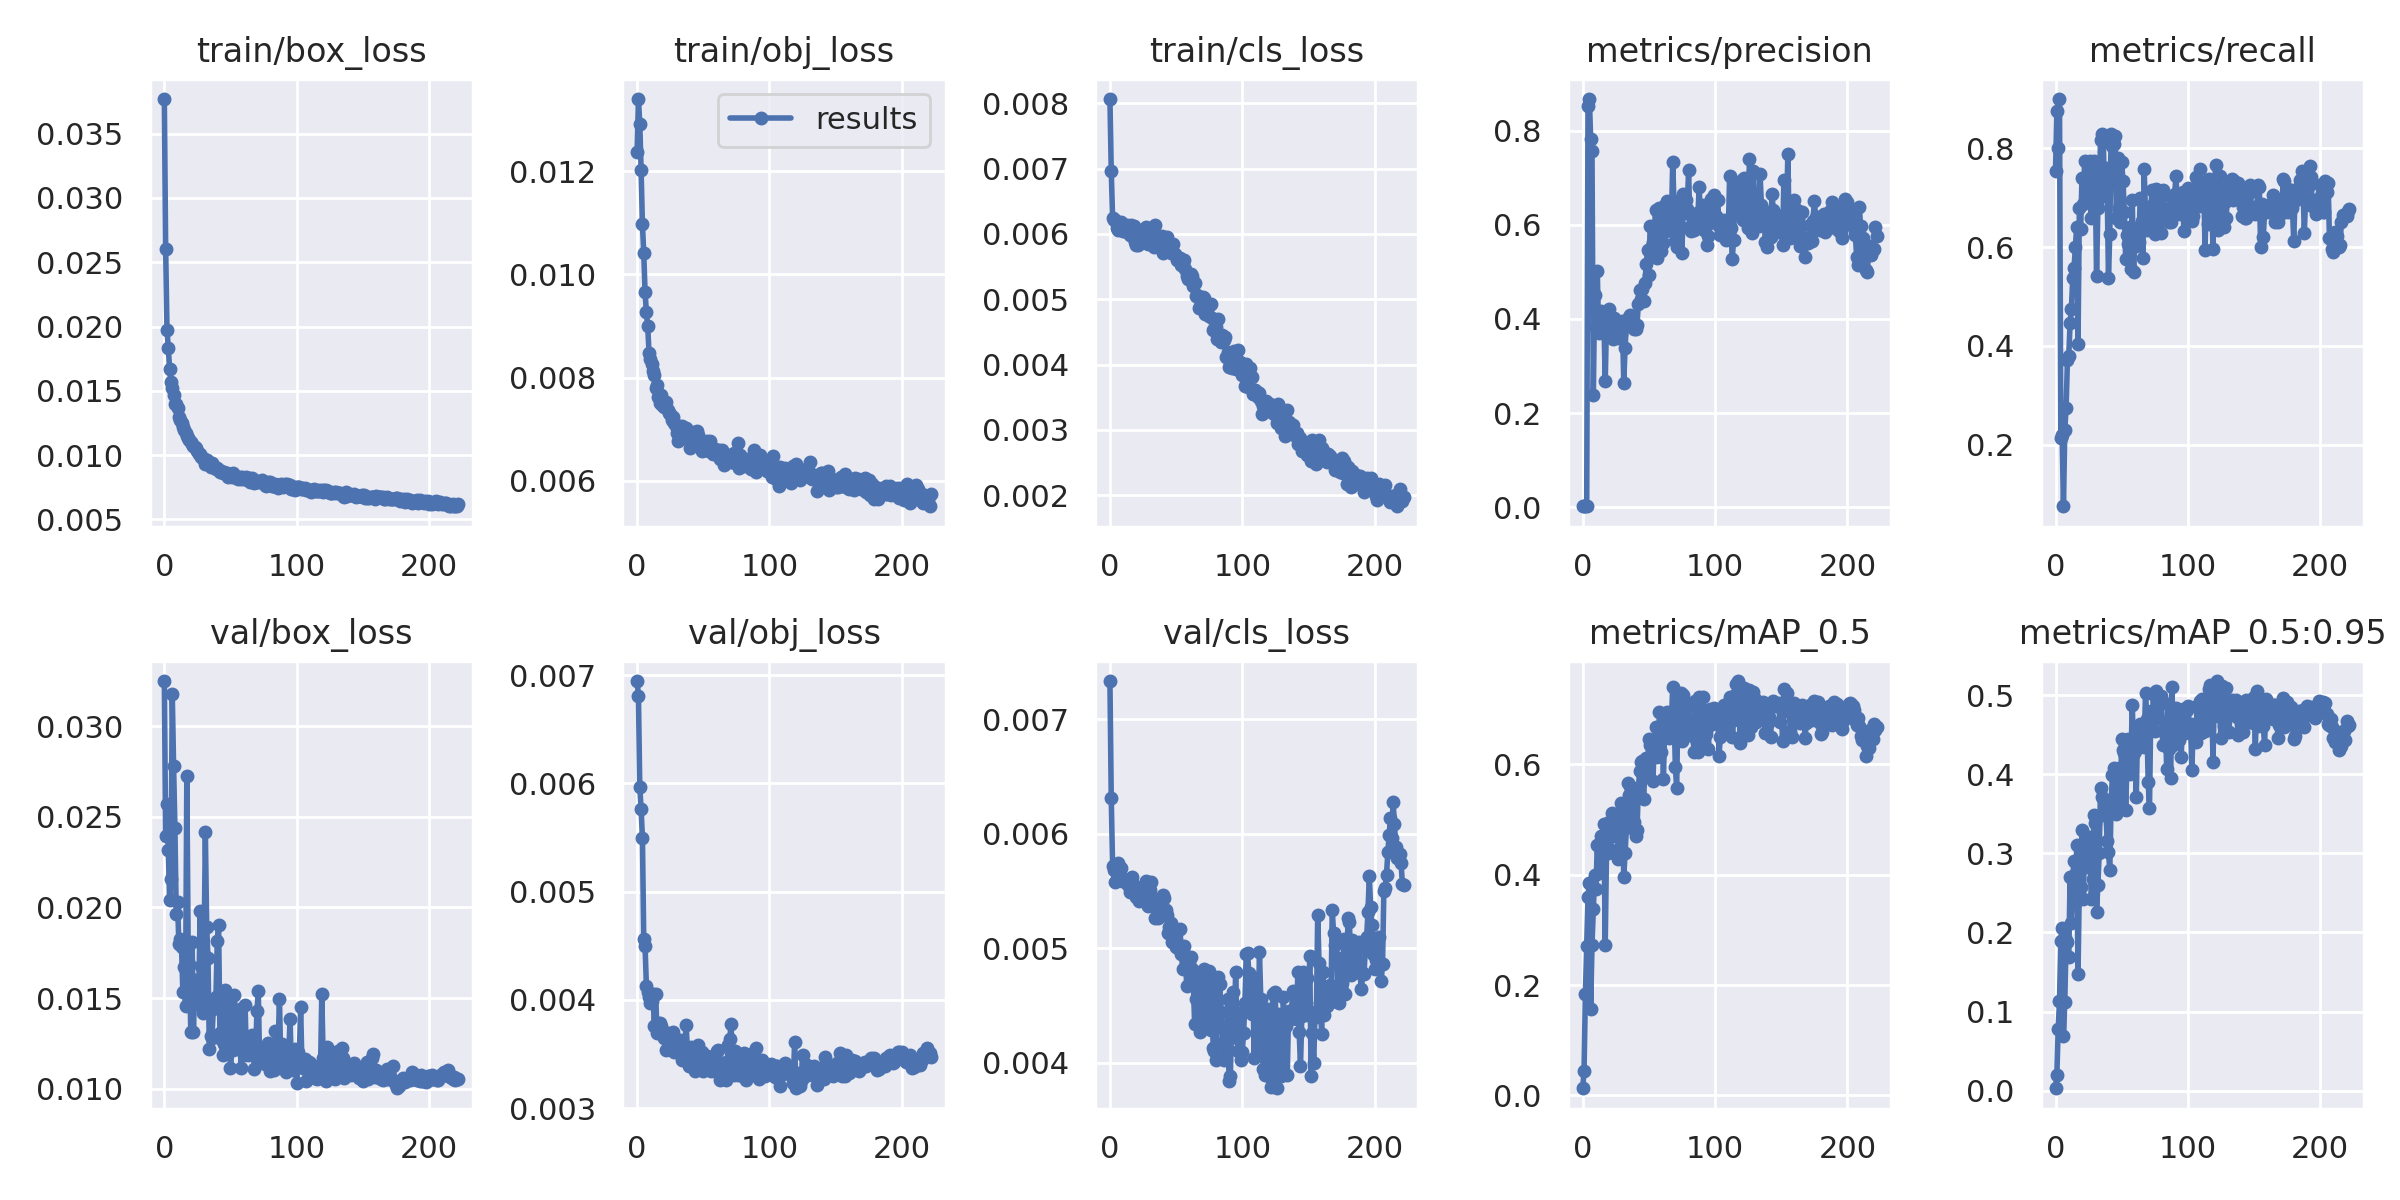 train/box_loss
0.035
0.030
0.025
0.020
0.015
0.010
0.005
0 100 200
train/obj_loss
results
0.012
0.010
0.008
0.006
0 100 200
train/cls_loss
0.008
0.007
0.006
0.005
0.004
0.003
0.002
0 100 200
metrics/precision
0.8
0.6
0.4
0.2
0.0
0 100 200
metrics/recall
0.8
0.6
0.4
0.2
0 100 200
val/box_loss
0.030
0.025
0.020
0.015
0.010
0 100 200
val/obj_loss
0.007
0.006
0.005
0.004
0.003
0 100 200
val/cls_loss
0.007
0.006
0.005
0.004
0 100 200
metrics/mAP_0.5
0.6
0.4
0.2
0.0
0 100 200
metrics/mAP_0.5:0.95
0.5
0.4
0.3
0.2
0.1
0.0
0 100 200